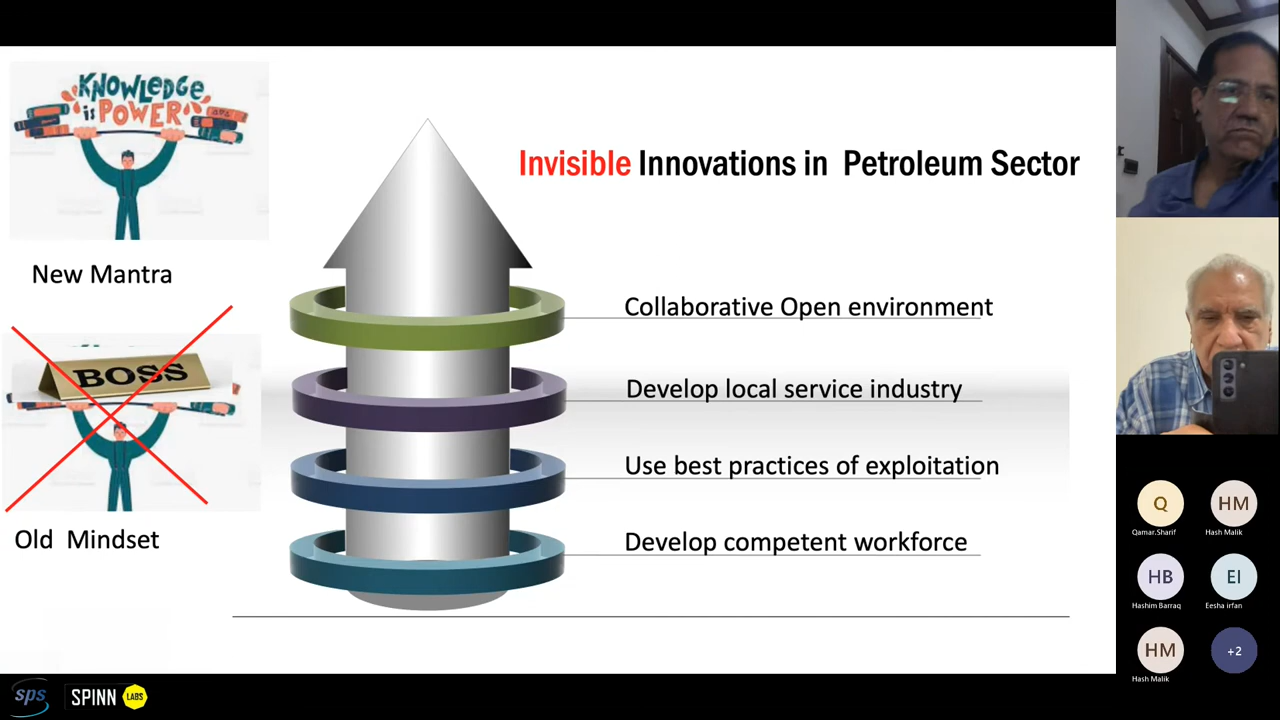 KNOWLEDGE
is POWER
New Mantra
BOSS
Old Mindset
Invisible Innovations in Petroleum Sector
Collaborative Open environment
Develop local service industry
Use best practices of exploitation
Develop competent workforce
sps
SPINN LABS
Q
Qamar.Sharif
HM
Hash Malik
HB
Hashim Barraq
EI
Eesha irfan
HM
Hash Malik
+2